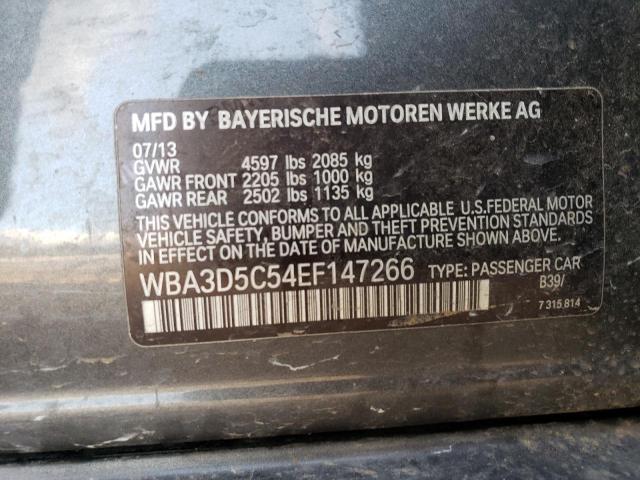 MFD BY BAYERISCHE MOTOREN WERKE AG
07/13
GVWR 4597 lbs 2085 kg
GAWR FRONT 2205 lbs 1000 kg
GAWR REAR 2502 lbs 1135 kg
THIS VEHICLE CONFORMS TO ALL APPLICABLE U.S.FEDERAL MOTOR
VEHICLE SAFETY, BUMPER AND THEFT PREVENTION STANDARDS
IN EFFECT ON THE DATE OF MANUFACTURE SHOWN ABOVE.
WBA3D5C54EF147266 TYPE: PASSENGER CAR
B39/
7 315 814